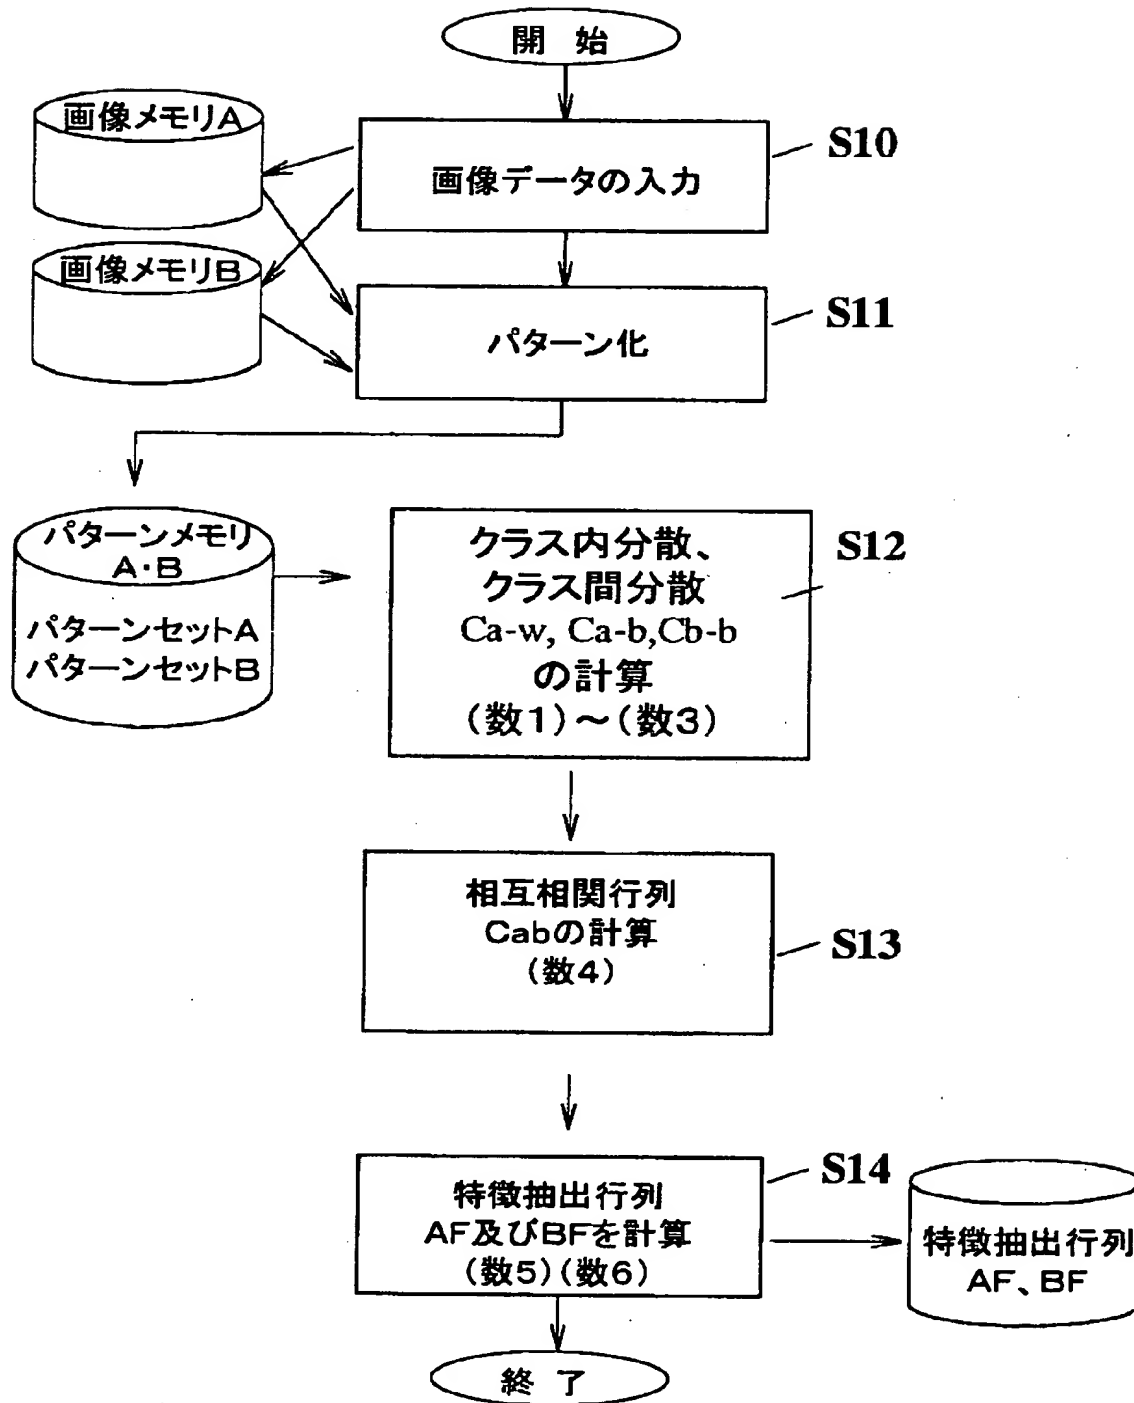 開 始
画像メモリA
画像データの入力
S10
画像メモリB
パターン化
S11
パターンメモリ
A・B
パターンセットA
パターンセットB
クラス内分散、
クラス間分散
Ca-w, Ca-b,Cb-b
の計算
(数1)～(数3)
S12
相互相関行列
Cabの計算
(数4)
S13
特徴抽出行列
AF及びBFを計算
(数5)(数6)
S14
特徴抽出行列
AF、BF
終 了